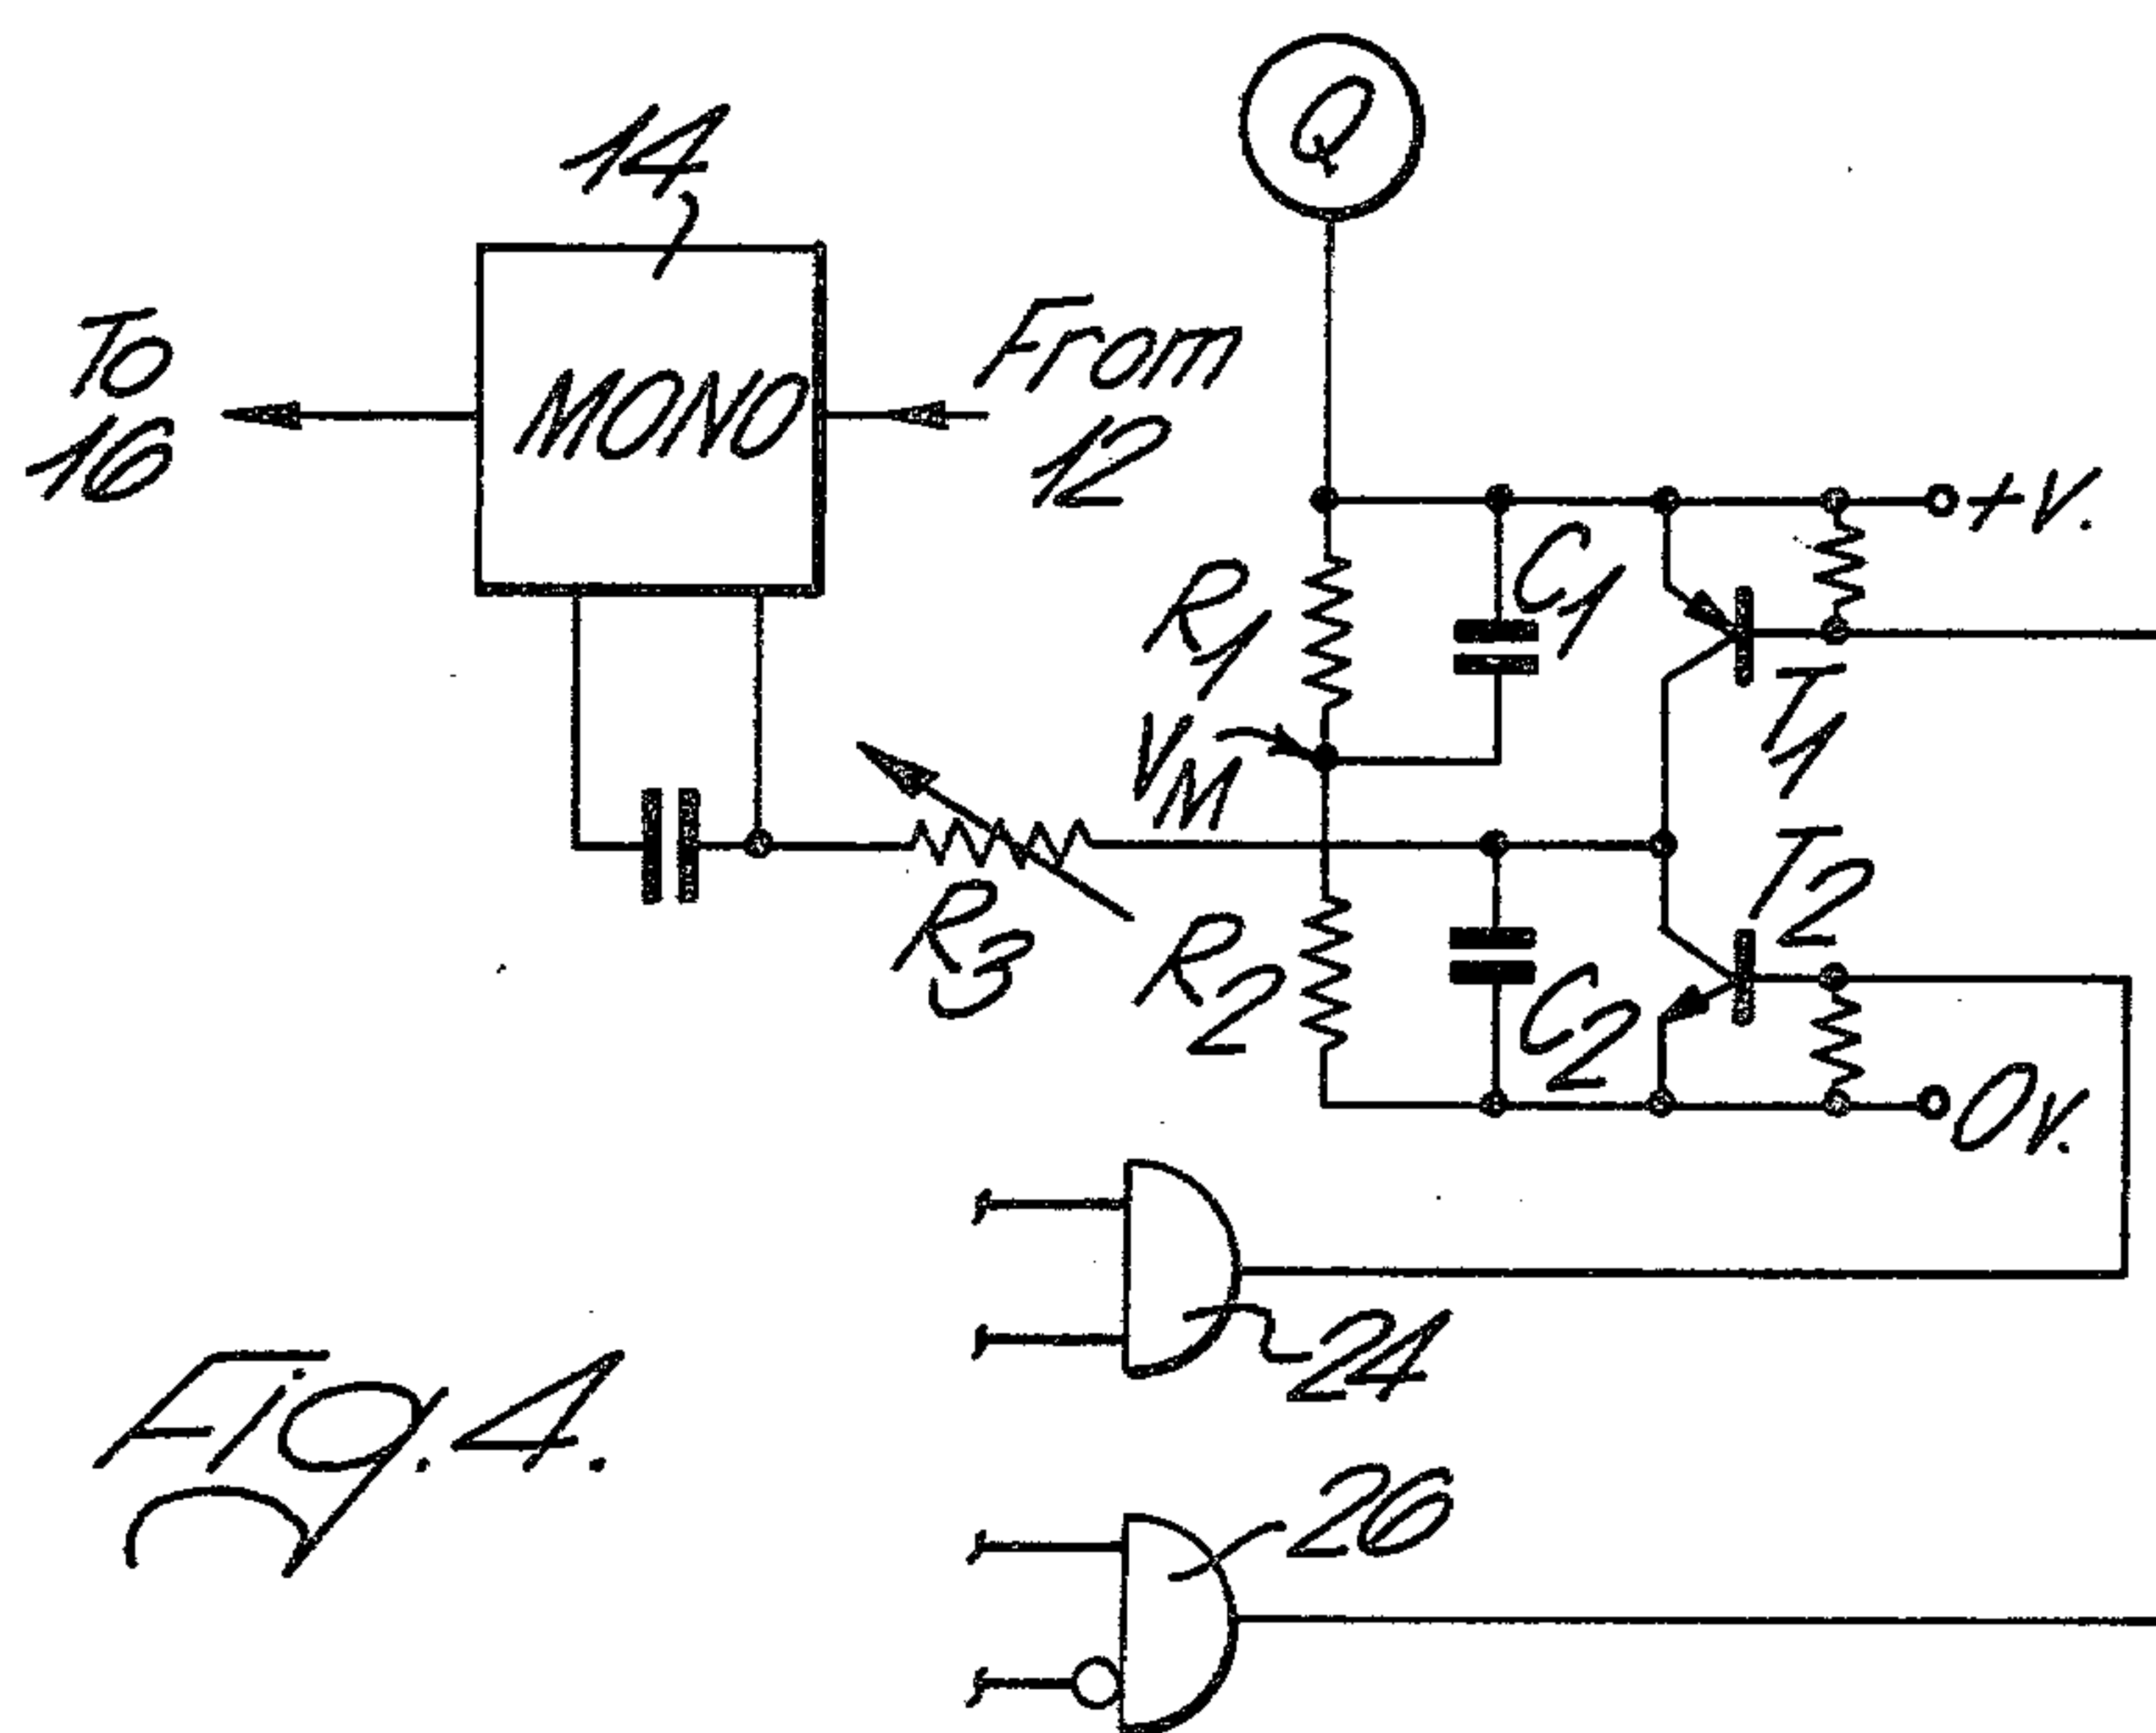 Q
14
To
16
MONO
From
12
+V.
C1
R1
T1
VM
T2
R3
R2
C2
0v.
24
Fig. 4.
26